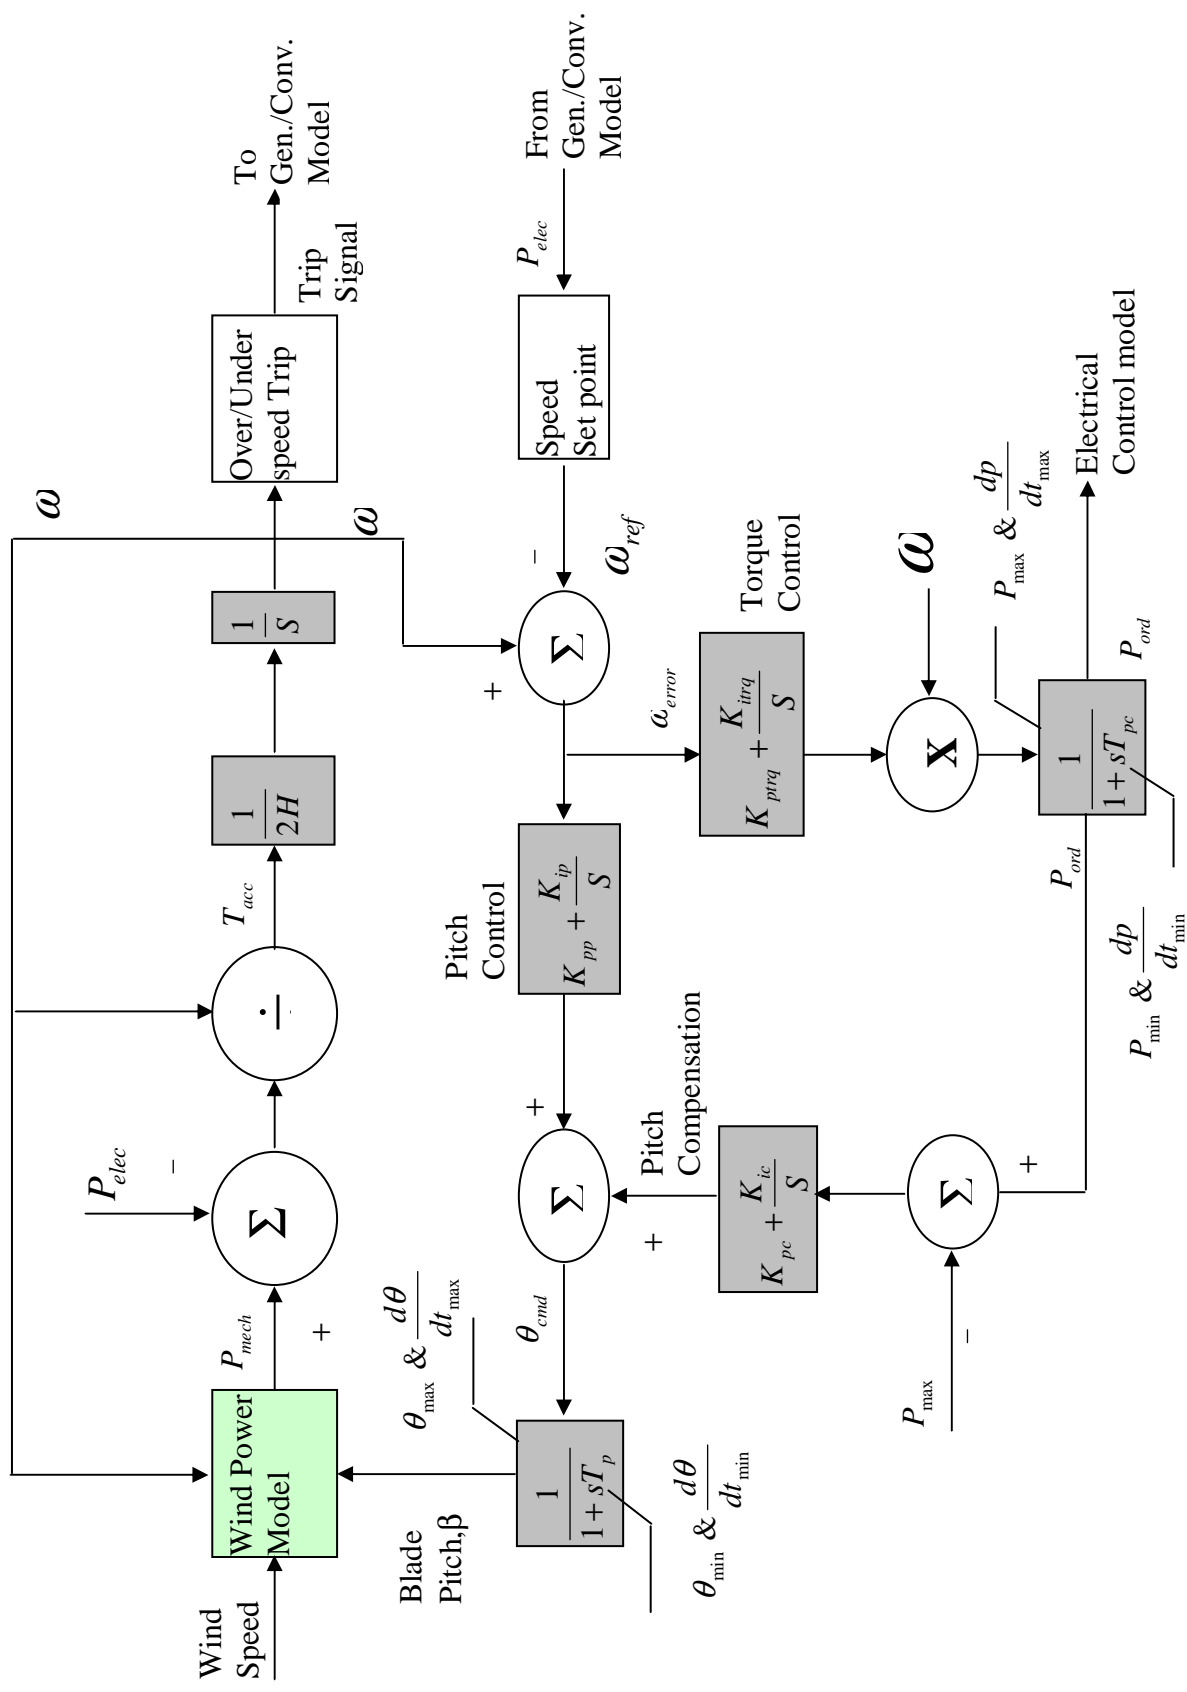 ω
Wind
Speed
Wind Power
Model
P_mech
+
P_elec
−
Σ
÷
T_acc
1
2H
1
S
Over/Under
speed Trip
Trip
Signal
To
Gen./Conv.
Model
ω
Blade
Pitch,β
θ_max & dθ
dt_max
1
1 + sT_p
θ_min & dθ
dt_min
θ_cmd
Σ
+
+
Pitch
Control
K_pp + K_ip
S
Σ
+
−
ω_ref
Speed
Set point
P_elec
From
Gen./Conv.
Model
Pitch
Compensation
K_pc + K_ic
S
ω_error
K_ptrq + K_itrq
S
Torque
Control
P_max
−
Σ
+
X
ω
P_ord
1
1 + sT_pc
P_max & dp
dt_max
P_min & dp
dt_min
P_ord
Electrical
Control model